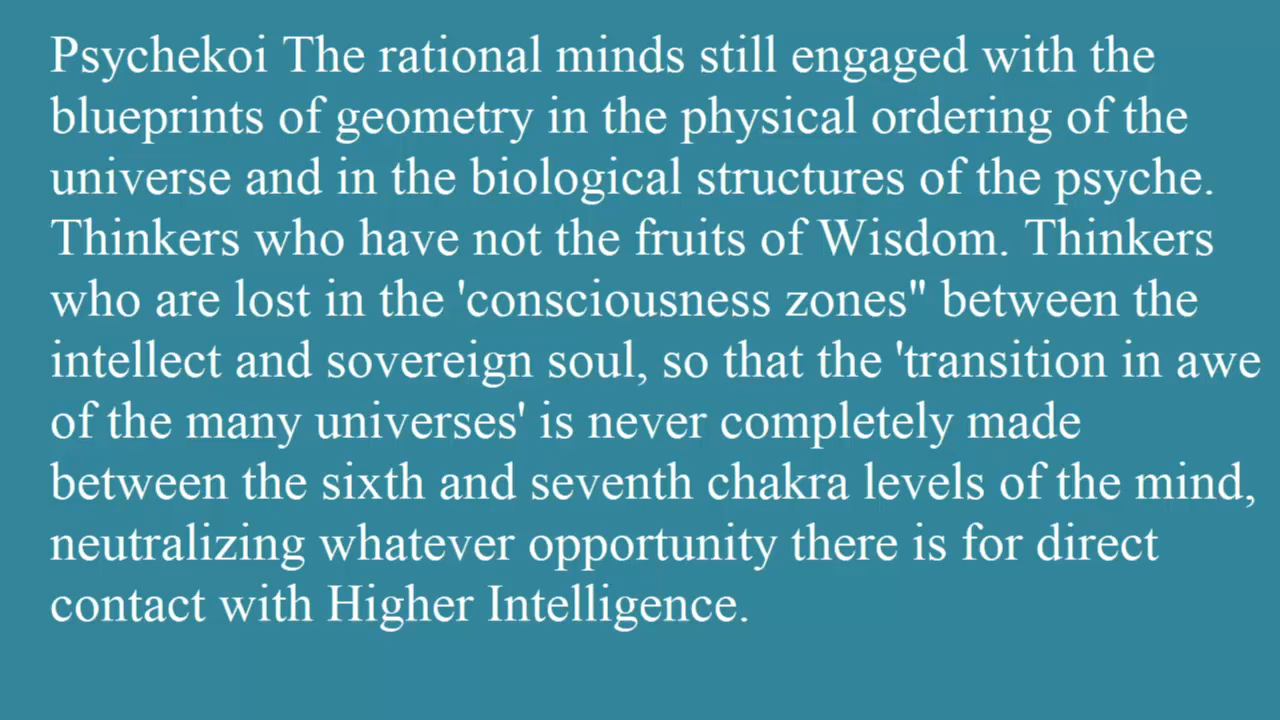 Psychekoi The rational minds still engaged with the
blueprints of geometry in the physical ordering of the
universe and in the biological structures of the psyche.
Thinkers who have not the fruits of Wisdom. Thinkers
who are lost in the 'consciousness zones" between the
intellect and sovereign soul, so that the 'transition in awe
of the many universes' is never completely made
between the sixth and seventh chakra levels of the mind,
neutralizing whatever opportunity there is for direct
contact with Higher Intelligence.